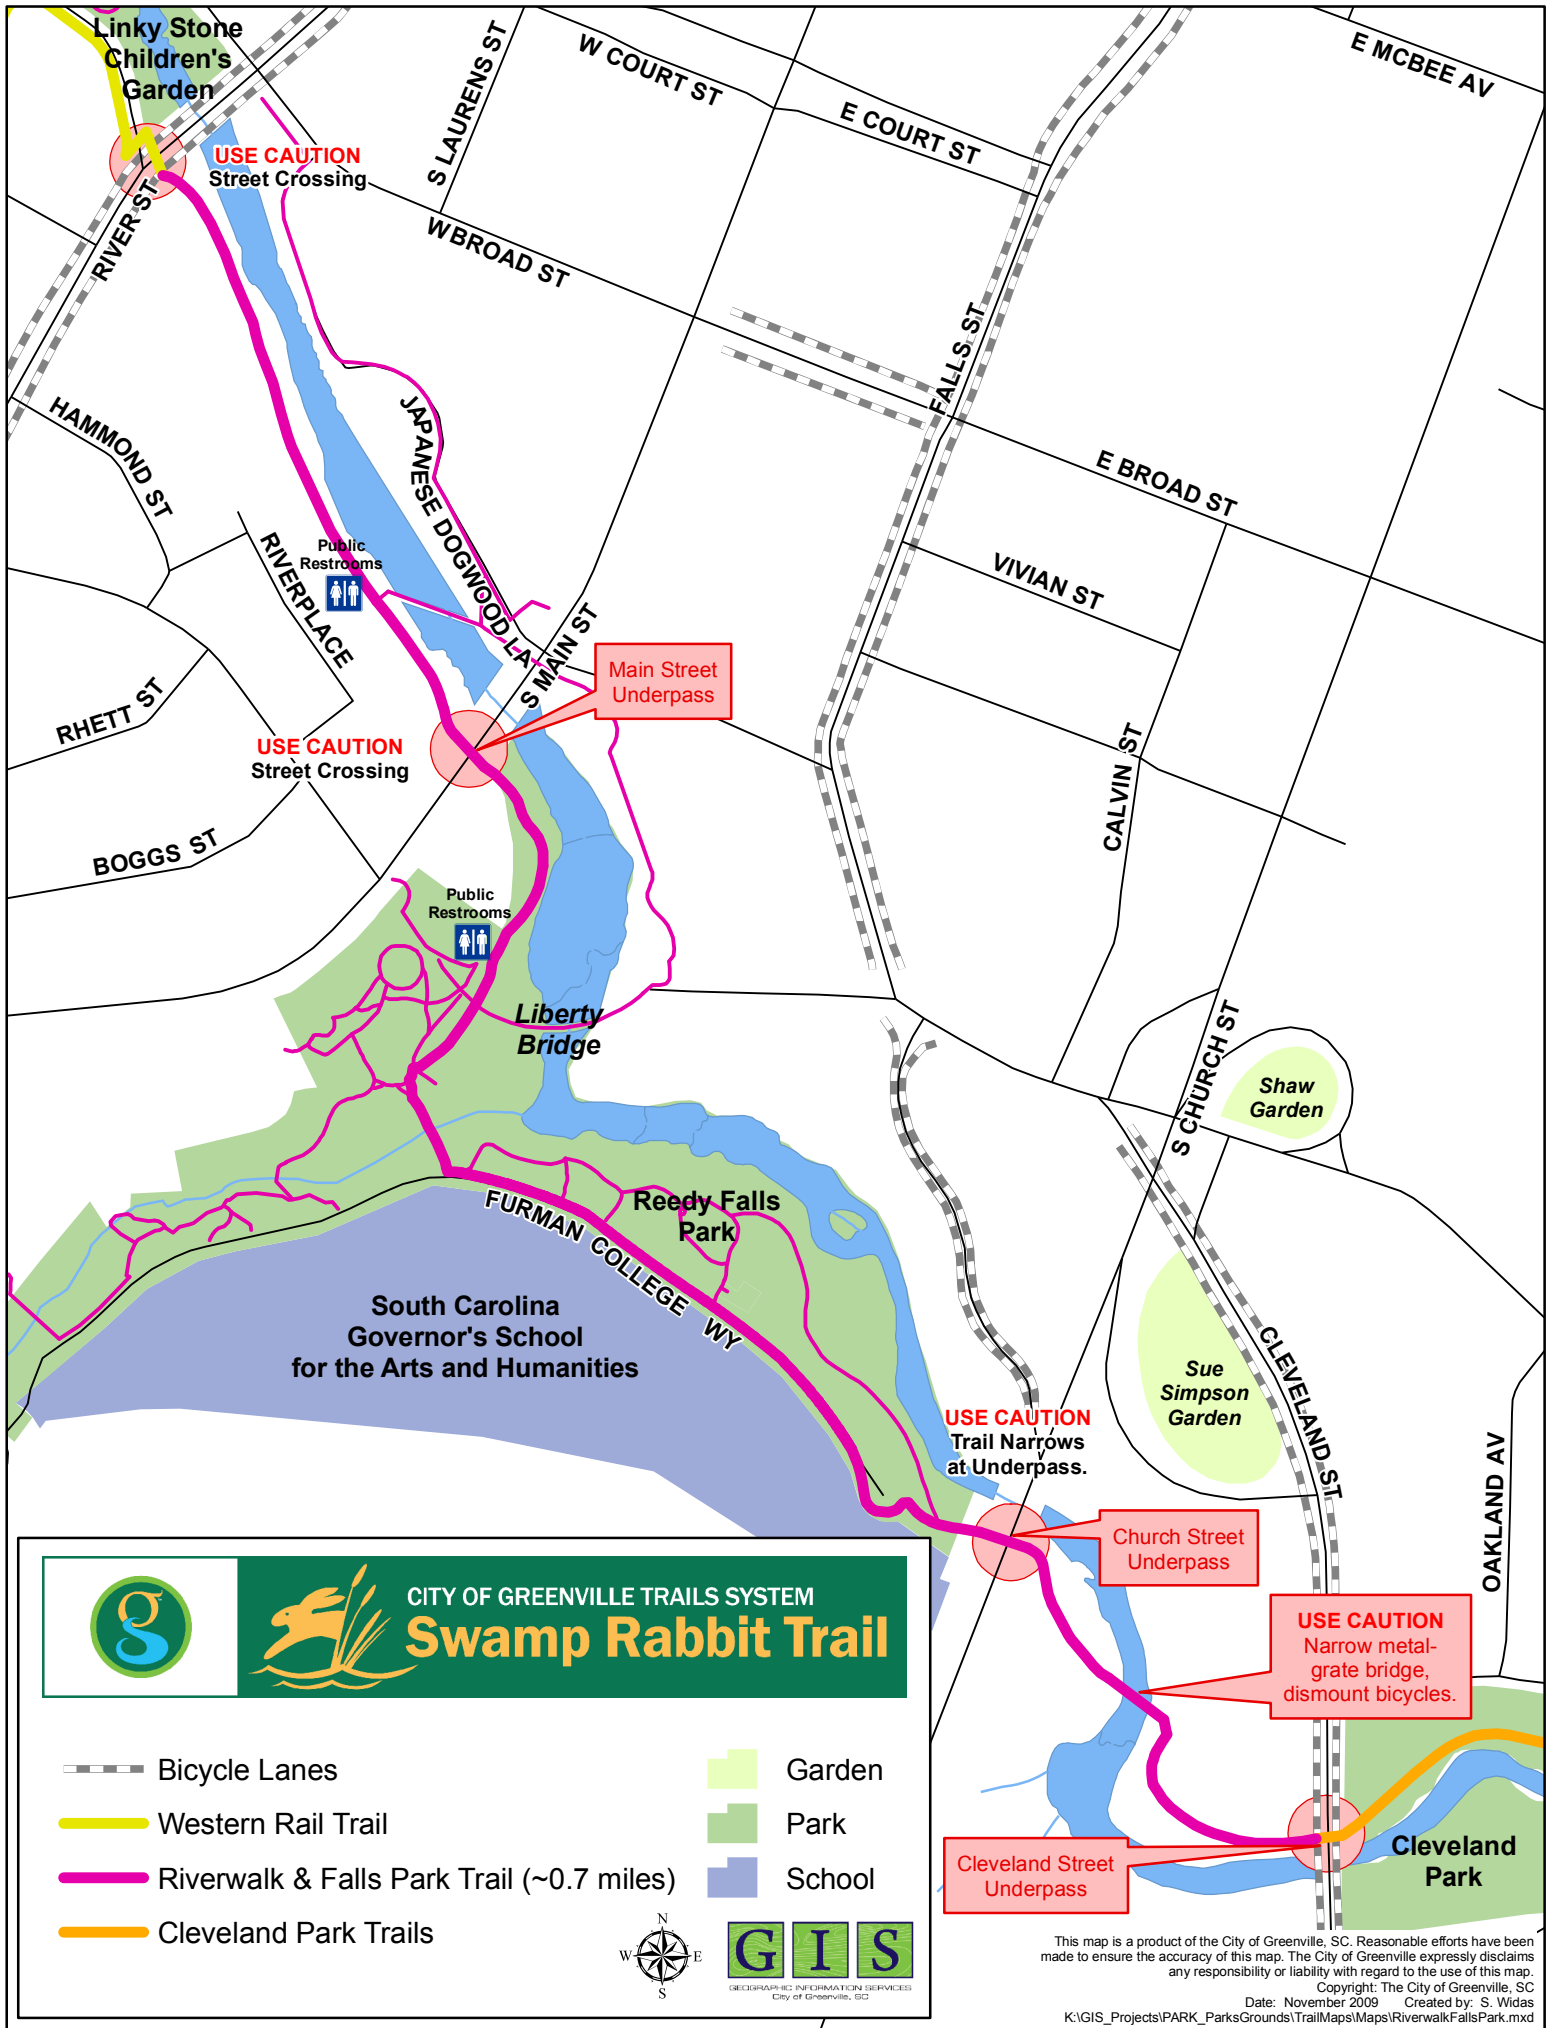 Linky Stone
Children's
Garden
USE CAUTION
Street Crossing
RIVER ST
S LAURENS ST
W COURT ST
E COURT ST
E MCBEE AV
W BROAD ST
FALLS ST
HAMMOND ST
JAPANESE DOGWOOD LA
E BROAD ST
VIVIAN ST
Public
Restrooms
RIVERPLACE
S MAIN ST
Main Street
Underpass
RHETT ST
USE CAUTION
Street Crossing
CALVIN ST
BOGGS ST
Public
Restrooms
Liberty
Bridge
S CHURCH ST
Shaw
Garden
FURMAN COLLEGE WY
Reedy Falls
Park
South Carolina
Governor's School
for the Arts and Humanities
Sue
Simpson
Garden
CLEVELAND ST
OAKLAND AV
USE CAUTION
Trail Narrows
at Underpass.
Church Street
Underpass
USE CAUTION
Narrow metal-
grate bridge,
dismount bicycles.
Cleveland Street
Underpass
Cleveland
Park
g
CITY OF GREENVILLE TRAILS SYSTEM
Swamp Rabbit Trail
Bicycle Lanes
Western Rail Trail
Riverwalk & Falls Park Trail (~0.7 miles)
Cleveland Park Trails
Garden
Park
School
N
W E
S
GIS
GEOGRAPHIC INFORMATION SERVICES
City of Greenville, SC
This map is a product of the City of Greenville, SC. Reasonable efforts have been
made to ensure the accuracy of this map. The City of Greenville expressly disclaims
any responsibility or liability with regard to the use of this map.
Copyright: The City of Greenville, SC
Date: November 2009 Created by: S. Widas
K:\GIS_Projects\PARK_ParksGrounds\TrailMaps\Maps\RiverwalkFallsPark.mxd